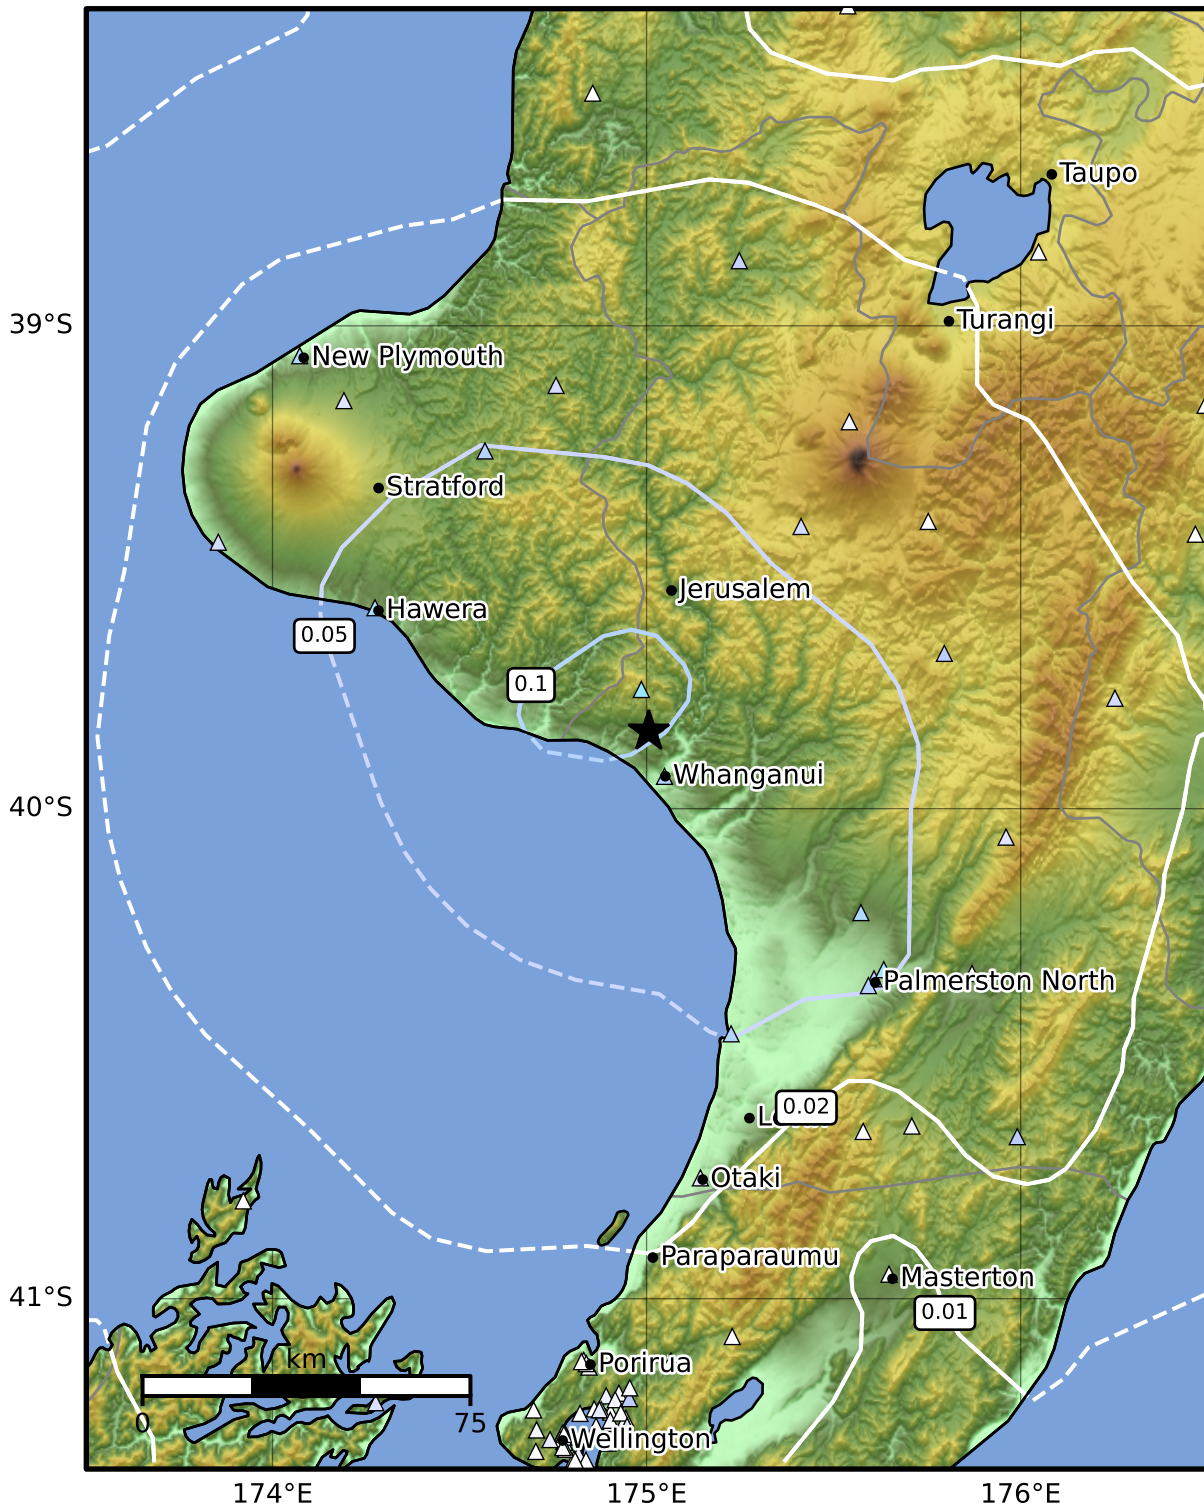 Taupo
39°S
Turangi
New Plymouth
Stratford
Jerusalem
Hawera
0.05
0.1
Whanganui
40°S
Palmerston North
0.02
Otaki
Paraparaumu
41°S
Masterton
0.01
km
Porirua
0
75
Wellington
174°E
175°E
176°E